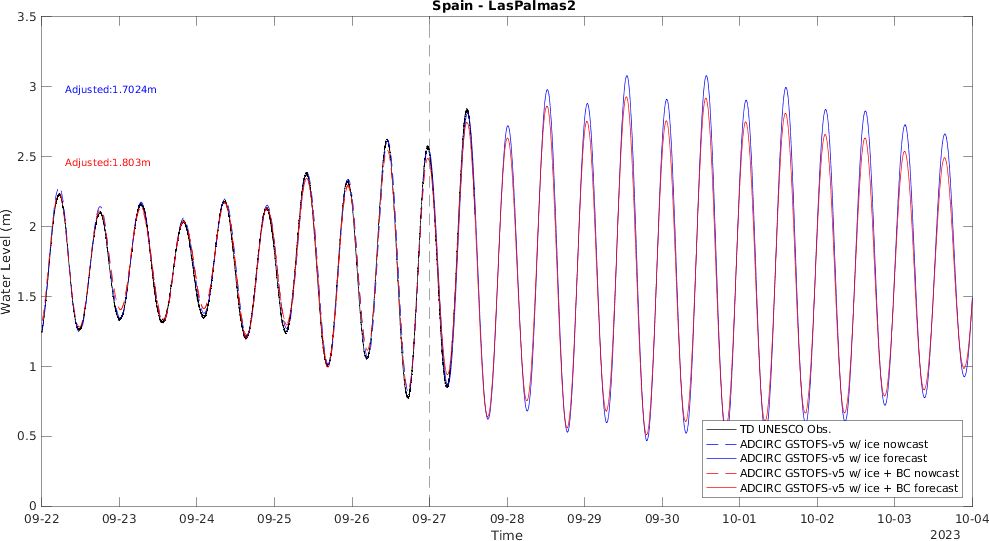 Spain - LasPalmas2
3.5
3
2.5
2
1.5
1
0.5
0
Water Level (m)
Adjusted:1.7024m
Adjusted:1.803m
TD UNESCO Obs.
ADCIRC GSTOFS-v5 w/ ice nowcast
ADCIRC GSTOFS-v5 w/ ice forecast
ADCIRC GSTOFS-v5 w/ ice + BC nowcast
ADCIRC GSTOFS-v5 w/ ice + BC forecast
09-22 09-23 09-24 09-25 09-26 09-27 09-28 09-29 09-30 10-01 10-02 10-03 10-04
Time
2023